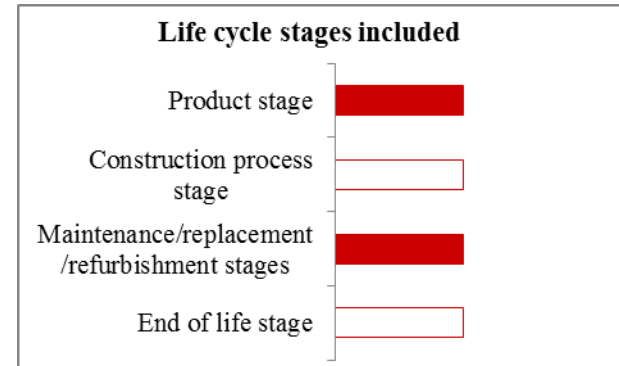 Life cycle stages included
Product stage
Construction process
stage
Maintenance/replacement
/refurbishment stages
End of life stage